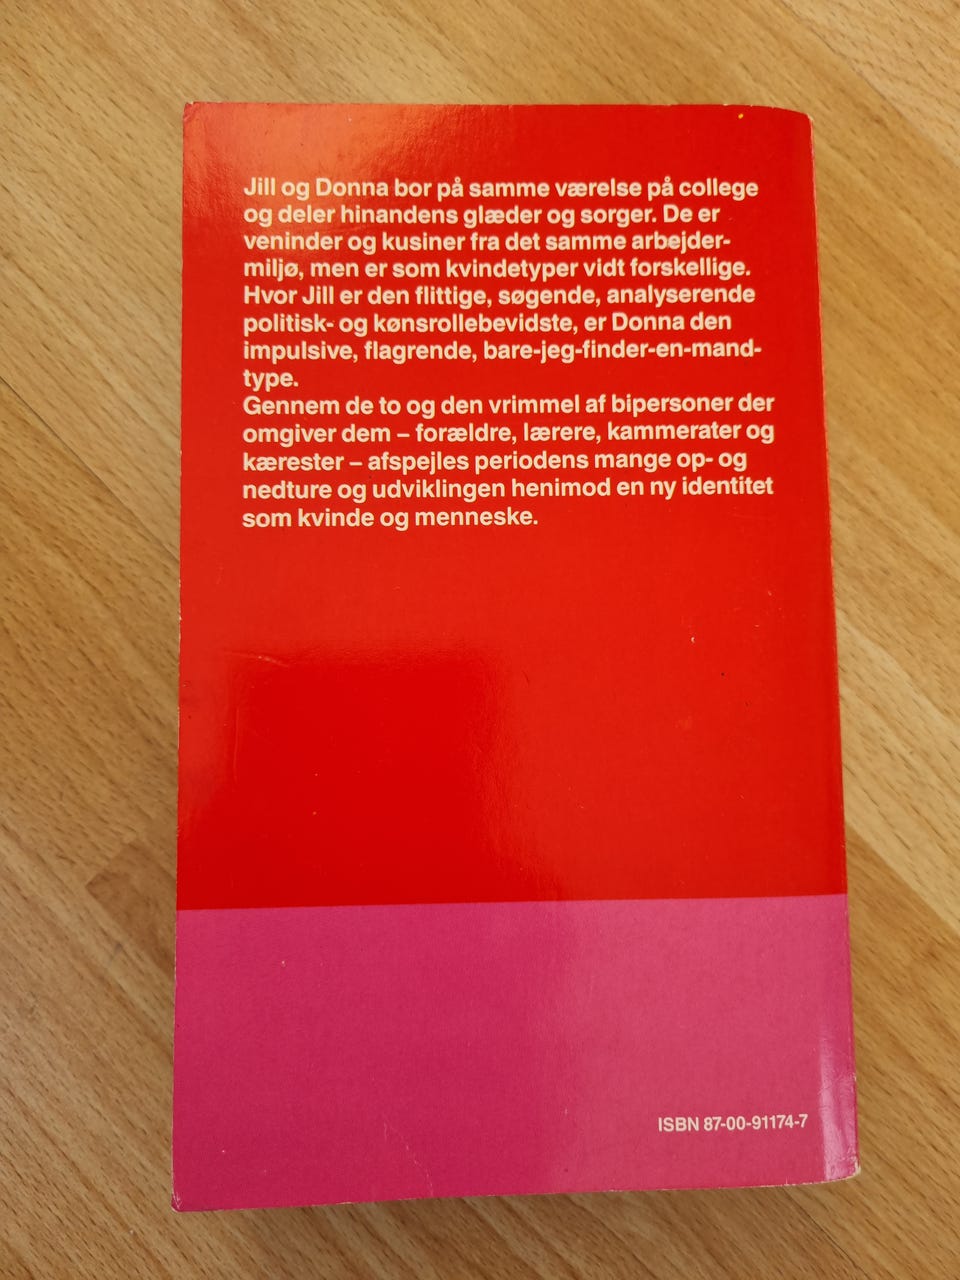 Jill og Donna bor på samme værelse på college
og deler hinandens glæder og sorger. De er
veninder og kusiner fra det samme arbejder-
miljø, men er som kvindetyper vidt forskellige.
Hvor Jill er den flittige, søgende, analyserende
politisk- og kønsrollebevidste, er Donna den
impulsive, flagrende, bare-jeg-finder-en-mand-
type.
Gennem de to og den vrimmel af bipersoner der
omgiver dem – forældre, lærere, kammerater og
kærester – afspejles periodens mange op- og
nedture og udviklingen henimod en ny identitet
som kvinde og menneske.
ISBN 87-00-91174-7